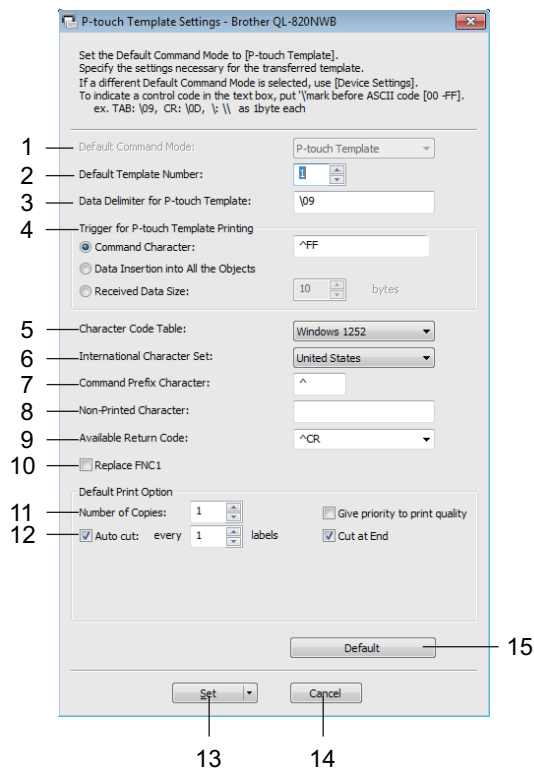 P-touch Template Settings - Brother QL-820NWB
Set the Default Command Mode to [P-touch Template].
Specify the settings necessary for the transferred template.
If a different Default Command Mode is selected, use [Device Settings].
To indicate a control code in the text box, put '\'mark before ASCII code [00 -FF].
ex. TAB: \09, CR: \0D, \: \\ as 1byte each
1 Default Command Mode: P-touch Template
2 Default Template Number: 1
3 Data Delimiter for P-touch Template: \09
4 Trigger for P-touch Template Printing
Command Character: ^FF
Data Insertion into All the Objects
Received Data Size: 10 bytes
5 Character Code Table: Windows 1252
6 International Character Set: United States
7 Command Prefix Character: ^
8 Non-Printed Character:
9 Available Return Code: ^CR
10 Replace FNC1
Default Print Option
11 Number of Copies: 1 Give priority to print quality
12 Auto cut: every 1 labels Cut at End
Default 15
Set Cancel
13 14